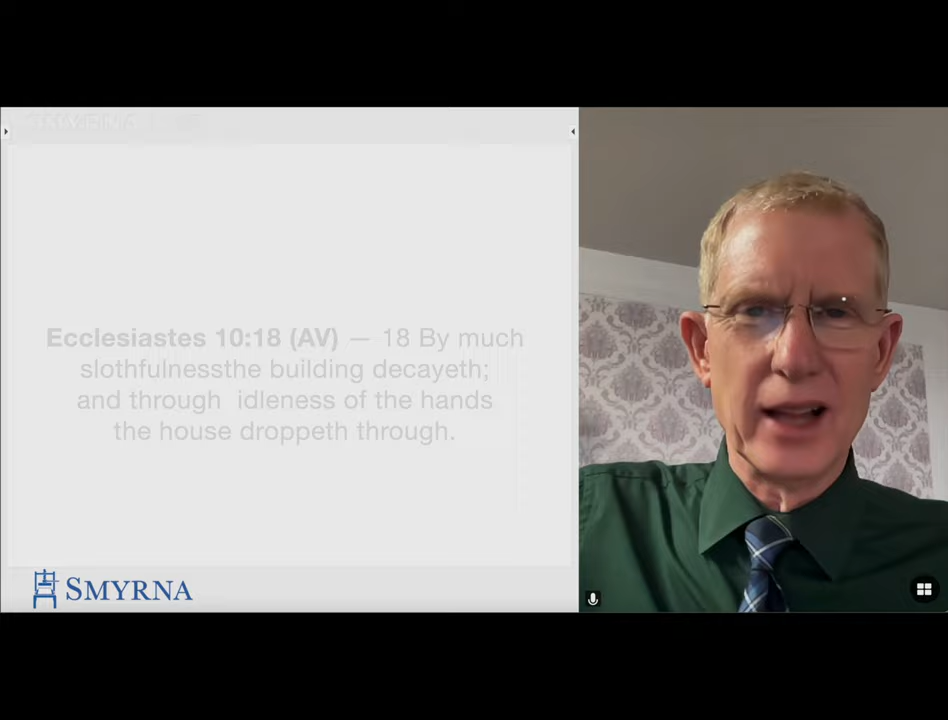 Ecclesiastes 10:18 (AV) — 18 By much
slothfulnessthe building decayeth;
and through  idleness of the hands
the house droppeth through.
SMYRNA